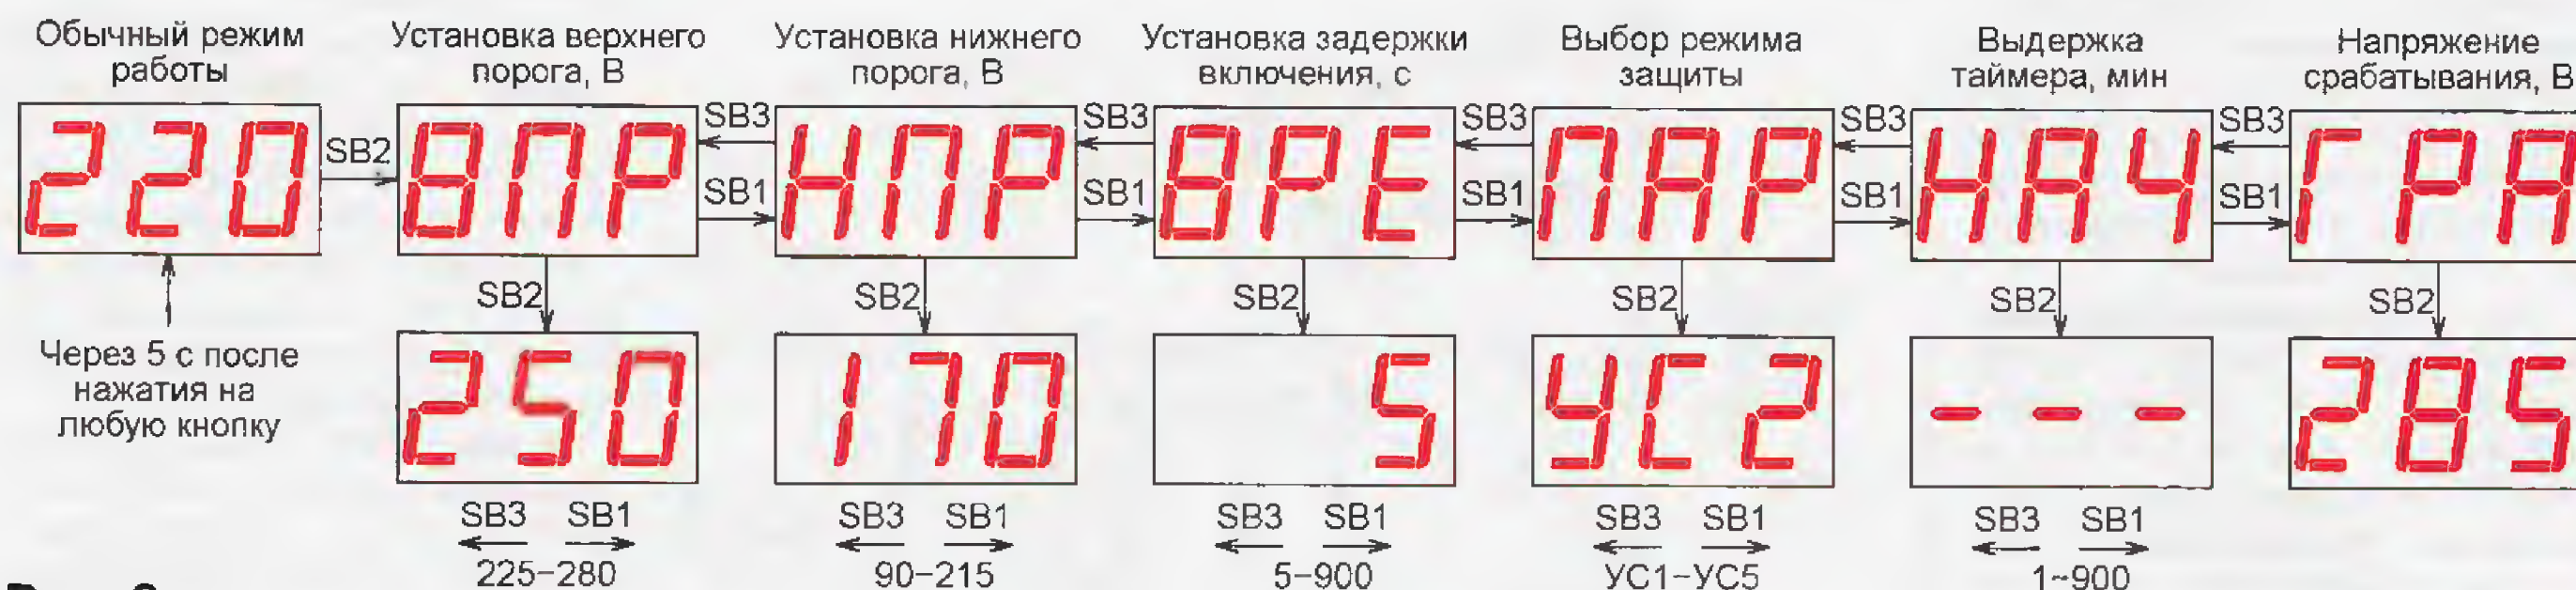 Обычный режим
работы
Установка верхнего
порога, В
Установка нижнего
порога, В
Установка задержки
включения, с
Выбор режима
защиты
Выдержка
таймера, мин
Напряжение
срабатывания, В
220
SB2
ВПР
SB3
SB1
НПР
SB3
SB1
ВРЕ
SB3
SB1
ПАР
SB3
SB1
НАЧ
SB3
SB1
ГРА
SB2
SB2
SB2
SB2
SB2
SB2
Через 5 с после
нажатия на
любую кнопку
250
170
5
УС2
- - -
285
SB3 SB1
225–280
SB3 SB1
90–215
SB3 SB1
5–900
SB3 SB1
УС1–УС5
SB3 SB1
1~900